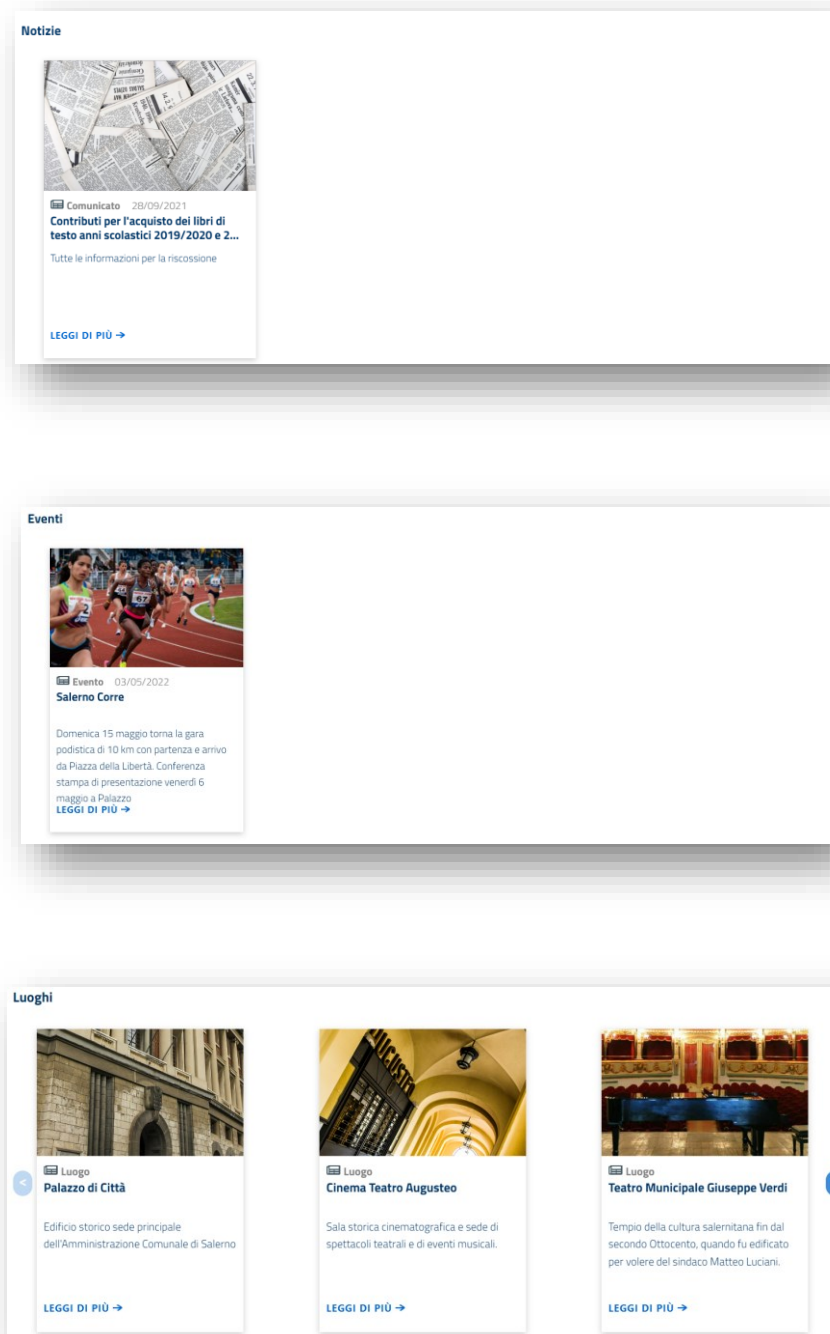 Notizie
Comunicato 28/09/2021
Contributi per l'acquisto dei libri di
testo anni scolastici 2019/2020 e 2...
Tutte le informazioni per la riscossione
LEGGI DI PIÙ →
Eventi
2
67
Evento 03/05/2022
Salerno Corre
Domenica 15 maggio torna la gara
podistica di 10 km con partenza e arrivo
da Piazza della Libertà. Conferenza
stampa di presentazione venerdì 6
maggio a Palazzo
LEGGI DI PIÙ →
Luoghi
<
Luogo
Palazzo di Città
Edificio storico sede principale
dell'Amministrazione Comunale di Salerno
LEGGI DI PIÙ →
Luogo
Cinema Teatro Augusteo
Sala storica cinematografica e sede di
spettacoli teatrali e di eventi musicali.
LEGGI DI PIÙ →
Luogo
Teatro Municipale Giuseppe Verdi
Tempio della cultura salernitana fin dal
secondo Ottocento, quando fu edificato
per volere del sindaco Matteo Luciani.
LEGGI DI PIÙ →